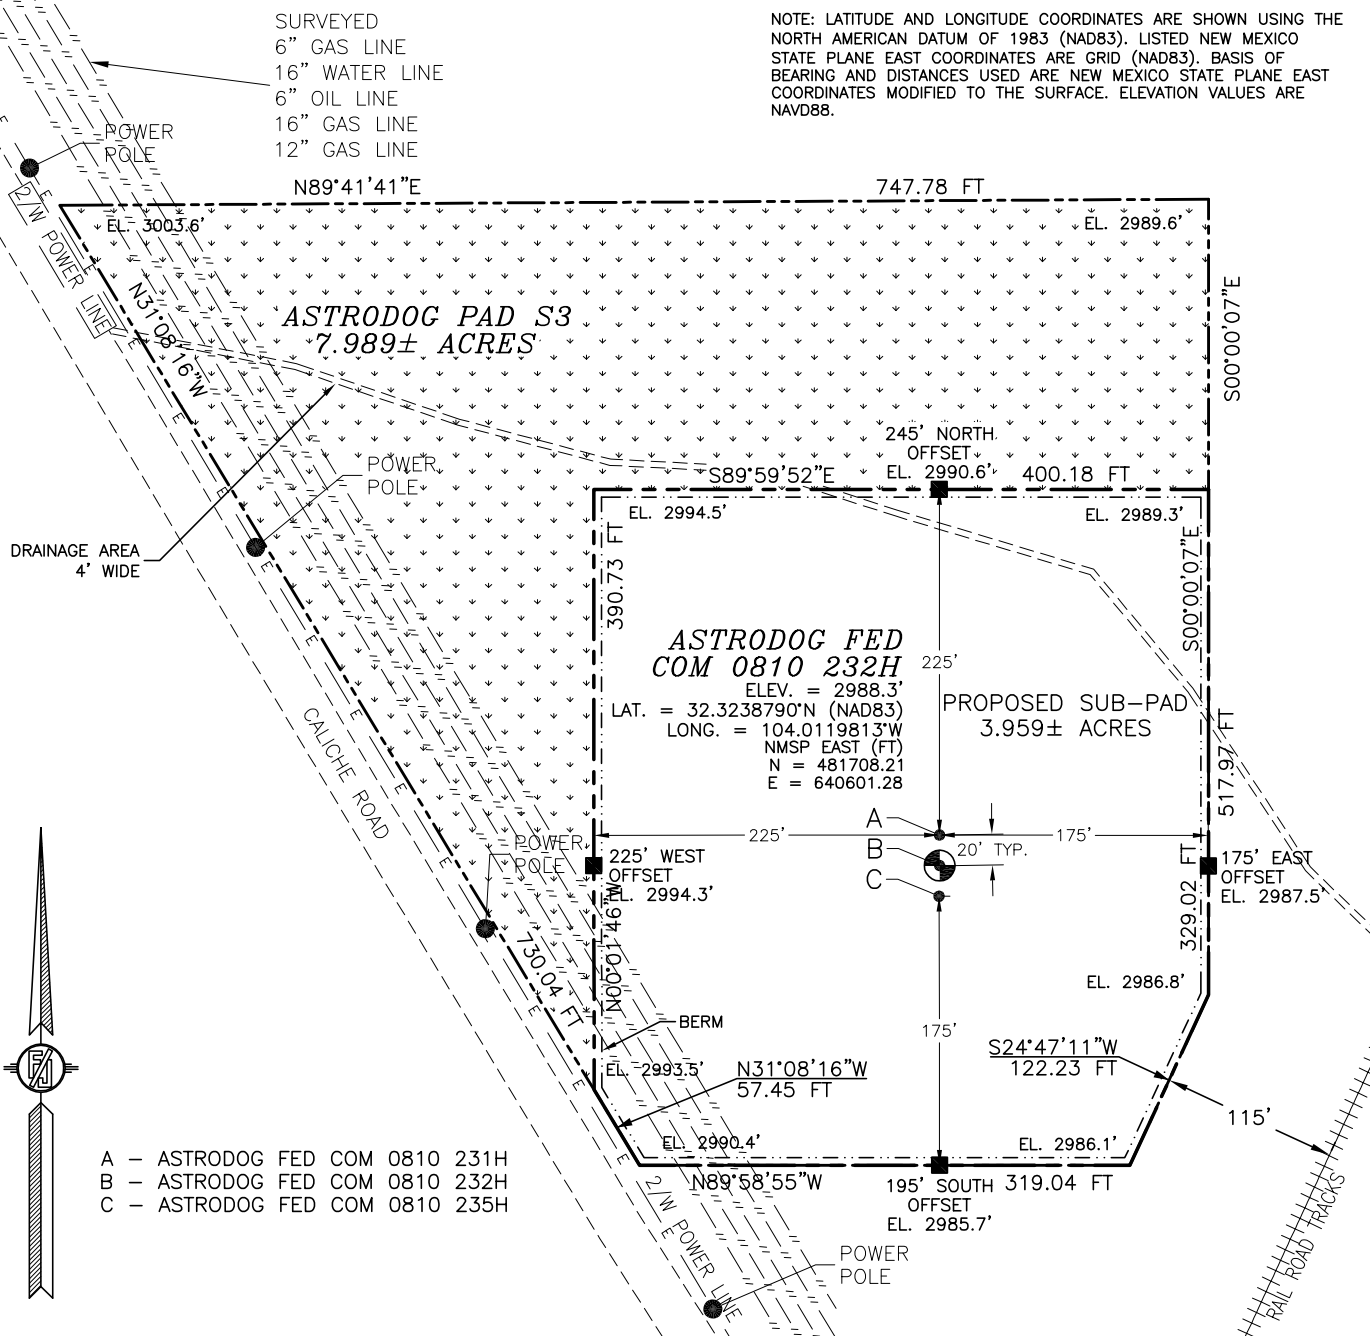 SURVEYED
6" GAS LINE
16" WATER LINE
6" OIL LINE
16" GAS LINE
12" GAS LINE
NOTE: LATITUDE AND LONGITUDE COORDINATES ARE SHOWN USING THE
NORTH AMERICAN DATUM OF 1983 (NAD83). LISTED NEW MEXICO
STATE PLANE EAST COORDINATES ARE GRID (NAD83). BASIS OF
BEARING AND DISTANCES USED ARE NEW MEXICO STATE PLANE EAST
COORDINATES MODIFIED TO THE SURFACE. ELEVATION VALUES ARE
NAVD88.
POWER
POLE
2/W POWER LINE
N89°41'41"E
747.78 FT
EL. 3003.6'
EL. 2989.6'
N31°08'16"W
S00°00'07"E
ASTRODOG PAD S3
7.989± ACRES
POWER
POLE
DRAINAGE AREA
4' WIDE
245' NORTH
OFFSET
EL. 2990.6'
S89°59'52"E
400.18 FT
EL. 2994.5'
EL. 2989.3'
390.73 FT
S00°00'07"E
ASTRODOG FED
COM 0810 232H
ELEV. = 2988.3'
LAT. = 32.3238790°N (NAD83)
LONG. = 104.0119813°W
NMSP EAST (FT)
N = 481708.21
E = 640601.28
225'
PROPOSED SUB-PAD
3.959± ACRES
517.97 FT
CALICHE ROAD
A
B
C
225'
175'
20' TYP.
POWER
POLE
225' WEST
OFFSET
EL. 2994.3'
175' EAST
OFFSET
EL. 2987.5'
329.02 FT
N00°01'46"W
730.04 FT
EL. 2986.8'
BERM
175'
EL. 2993.5'
N31°08'16"W
57.45 FT
S24°47'11"W
122.23 FT
115'
EL. 2990.4'
EL. 2986.1'
N89°58'55"W
195' SOUTH
OFFSET
EL. 2985.7'
319.04 FT
A - ASTRODOG FED COM 0810 231H
B - ASTRODOG FED COM 0810 232H
C - ASTRODOG FED COM 0810 235H
2/W POWER LINE
POWER
POLE
RAIL ROAD TRACKS